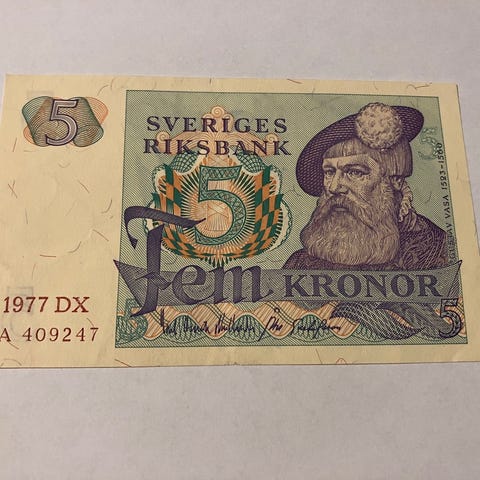 5
SVERIGES
RIKSBANK
5
GUSTAV VASA 1523-1560
Fem KRONOR
1977 DX
A 409247
5